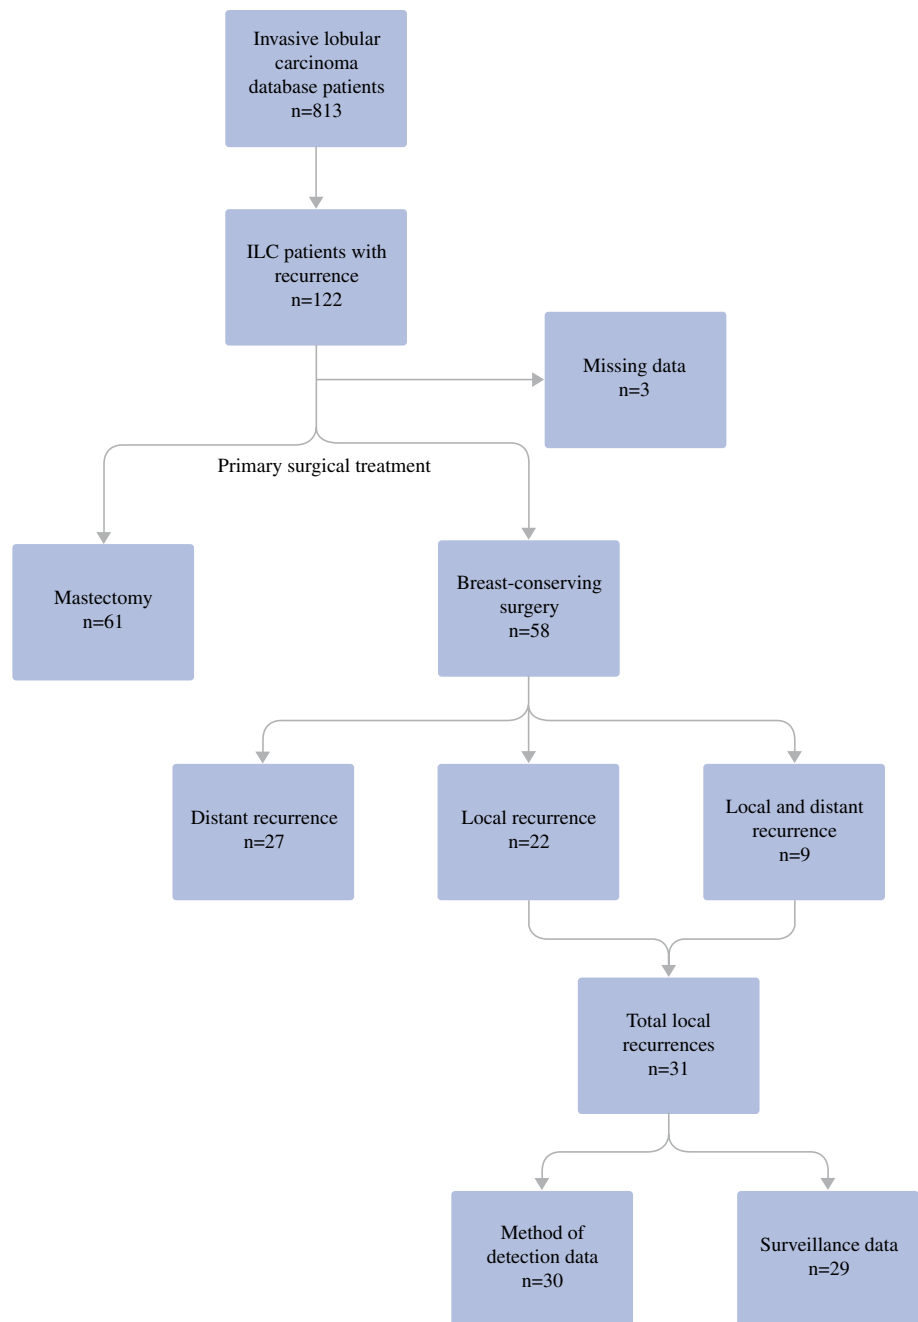 Invasive lobular
carcinoma
database patients
n=813
ILC patients with
recurrence
n=122
Missing data
n=3
Primary surgical treatment
Mastectomy
n=61
Breast-conserving
surgery
n=58
Distant recurrence
n=27
Local recurrence
n=22
Local and distant
recurrence
n=9
Total local
recurrences
n=31
Method of
detection data
n=30
Surveillance data
n=29